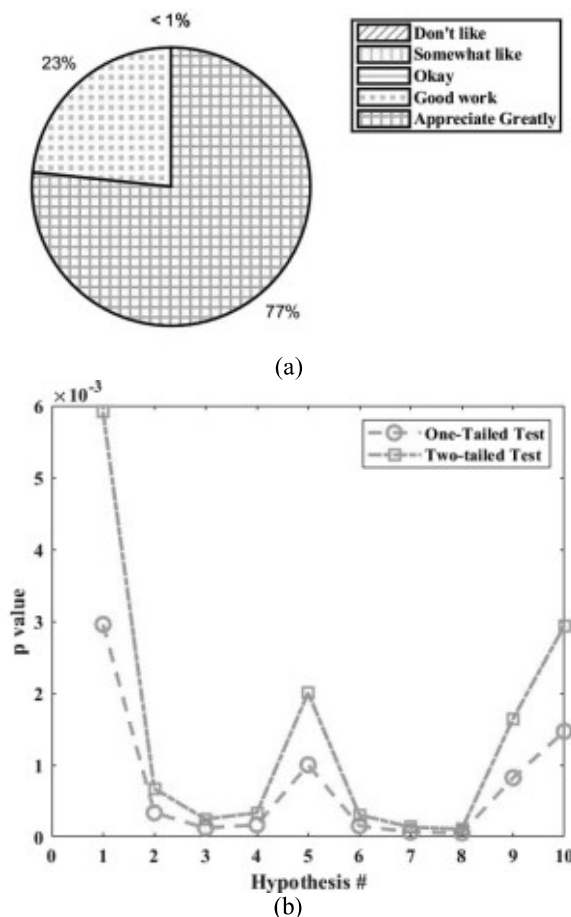 < 1%
23%
77%
Don't like
Somewhat like
Okay
Good work
Appreciate Greatly
(a)
×10⁻³
6
5
4
3
2
1
0
p value
One-Tailed Test
Two-tailed Test
0 1 2 3 4 5 6 7 8 9 10
Hypothesis #
(b)